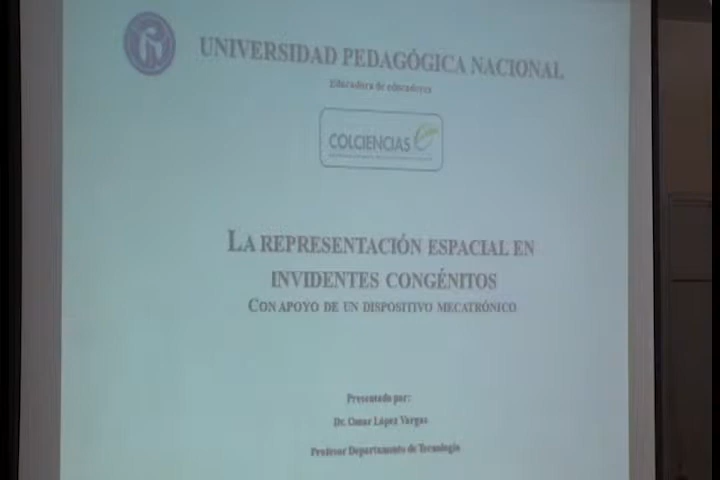 UNIVERSIDAD PEDAGÓGICA NACIONAL
Educadora de educadores
COLCIENCIAS
LA REPRESENTACIÓN ESPACIAL EN
INVIDENTES CONGÉNITOS
CON APOYO DE UN DISPOSITIVO MECATRÓNICO
Presentado por:
Dr. Omar López Vargas
Profesor Departamento de Tecnología